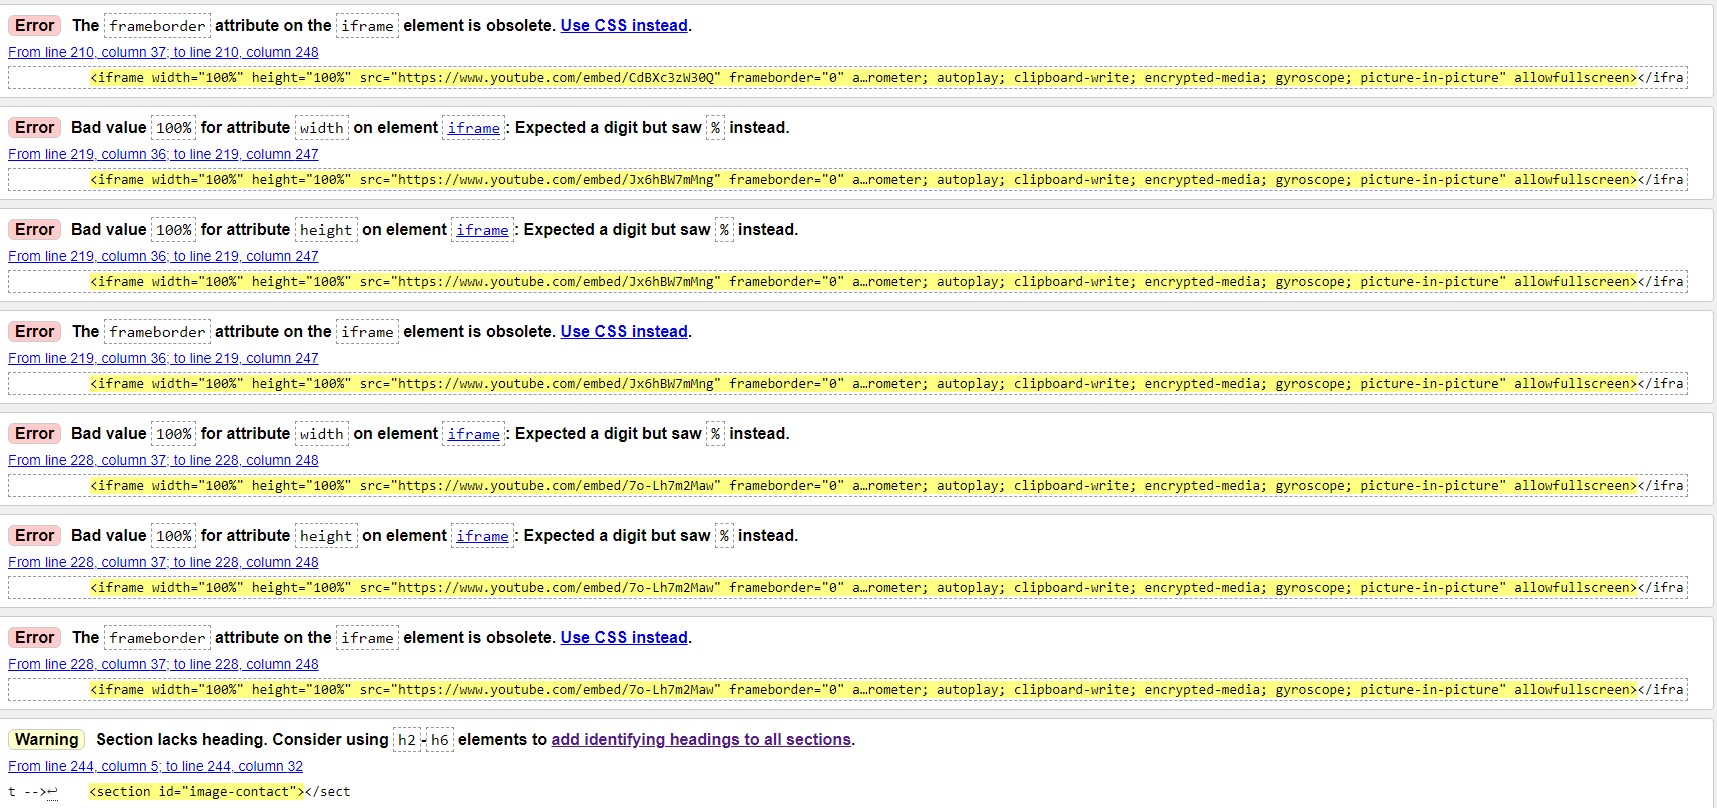 Error The frameborder attribute on the iframe element is obsolete. Use CSS instead.
From line 210, column 37; to line 210, column 248
<iframe width="100%" height="100%" src="https://www.youtube.com/embed/CdBXc3zW30Q" frameborder="0" a…rometer; autoplay; clipboard-write; encrypted-media; gyroscope; picture-in-picture" allowfullscreen></ifra
Error Bad value 100% for attribute width on element iframe: Expected a digit but saw % instead.
From line 219, column 36; to line 219, column 247
<iframe width="100%" height="100%" src="https://www.youtube.com/embed/Jx6hBW7mMng" frameborder="0" a…rometer; autoplay; clipboard-write; encrypted-media; gyroscope; picture-in-picture" allowfullscreen></ifra
Error Bad value 100% for attribute height on element iframe: Expected a digit but saw % instead.
From line 219, column 36; to line 219, column 247
<iframe width="100%" height="100%" src="https://www.youtube.com/embed/Jx6hBW7mMng" frameborder="0" a…rometer; autoplay; clipboard-write; encrypted-media; gyroscope; picture-in-picture" allowfullscreen></ifra
Error The frameborder attribute on the iframe element is obsolete. Use CSS instead.
From line 219, column 36; to line 219, column 247
<iframe width="100%" height="100%" src="https://www.youtube.com/embed/Jx6hBW7mMng" frameborder="0" a…rometer; autoplay; clipboard-write; encrypted-media; gyroscope; picture-in-picture" allowfullscreen></ifra
Error Bad value 100% for attribute width on element iframe: Expected a digit but saw % instead.
From line 228, column 37; to line 228, column 248
<iframe width="100%" height="100%" src="https://www.youtube.com/embed/7o-Lh7m2Maw" frameborder="0" a…rometer; autoplay; clipboard-write; encrypted-media; gyroscope; picture-in-picture" allowfullscreen></ifra
Error Bad value 100% for attribute height on element iframe: Expected a digit but saw % instead.
From line 228, column 37; to line 228, column 248
<iframe width="100%" height="100%" src="https://www.youtube.com/embed/7o-Lh7m2Maw" frameborder="0" a…rometer; autoplay; clipboard-write; encrypted-media; gyroscope; picture-in-picture" allowfullscreen></ifra
Error The frameborder attribute on the iframe element is obsolete. Use CSS instead.
From line 228, column 37; to line 228, column 248
<iframe width="100%" height="100%" src="https://www.youtube.com/embed/7o-Lh7m2Maw" frameborder="0" a…rometer; autoplay; clipboard-write; encrypted-media; gyroscope; picture-in-picture" allowfullscreen></ifra
Warning Section lacks heading. Consider using h2-h6 elements to add identifying headings to all sections.
From line 244, column 5; to line 244, column 32
t -->↩ <section id="image-contact"></sect